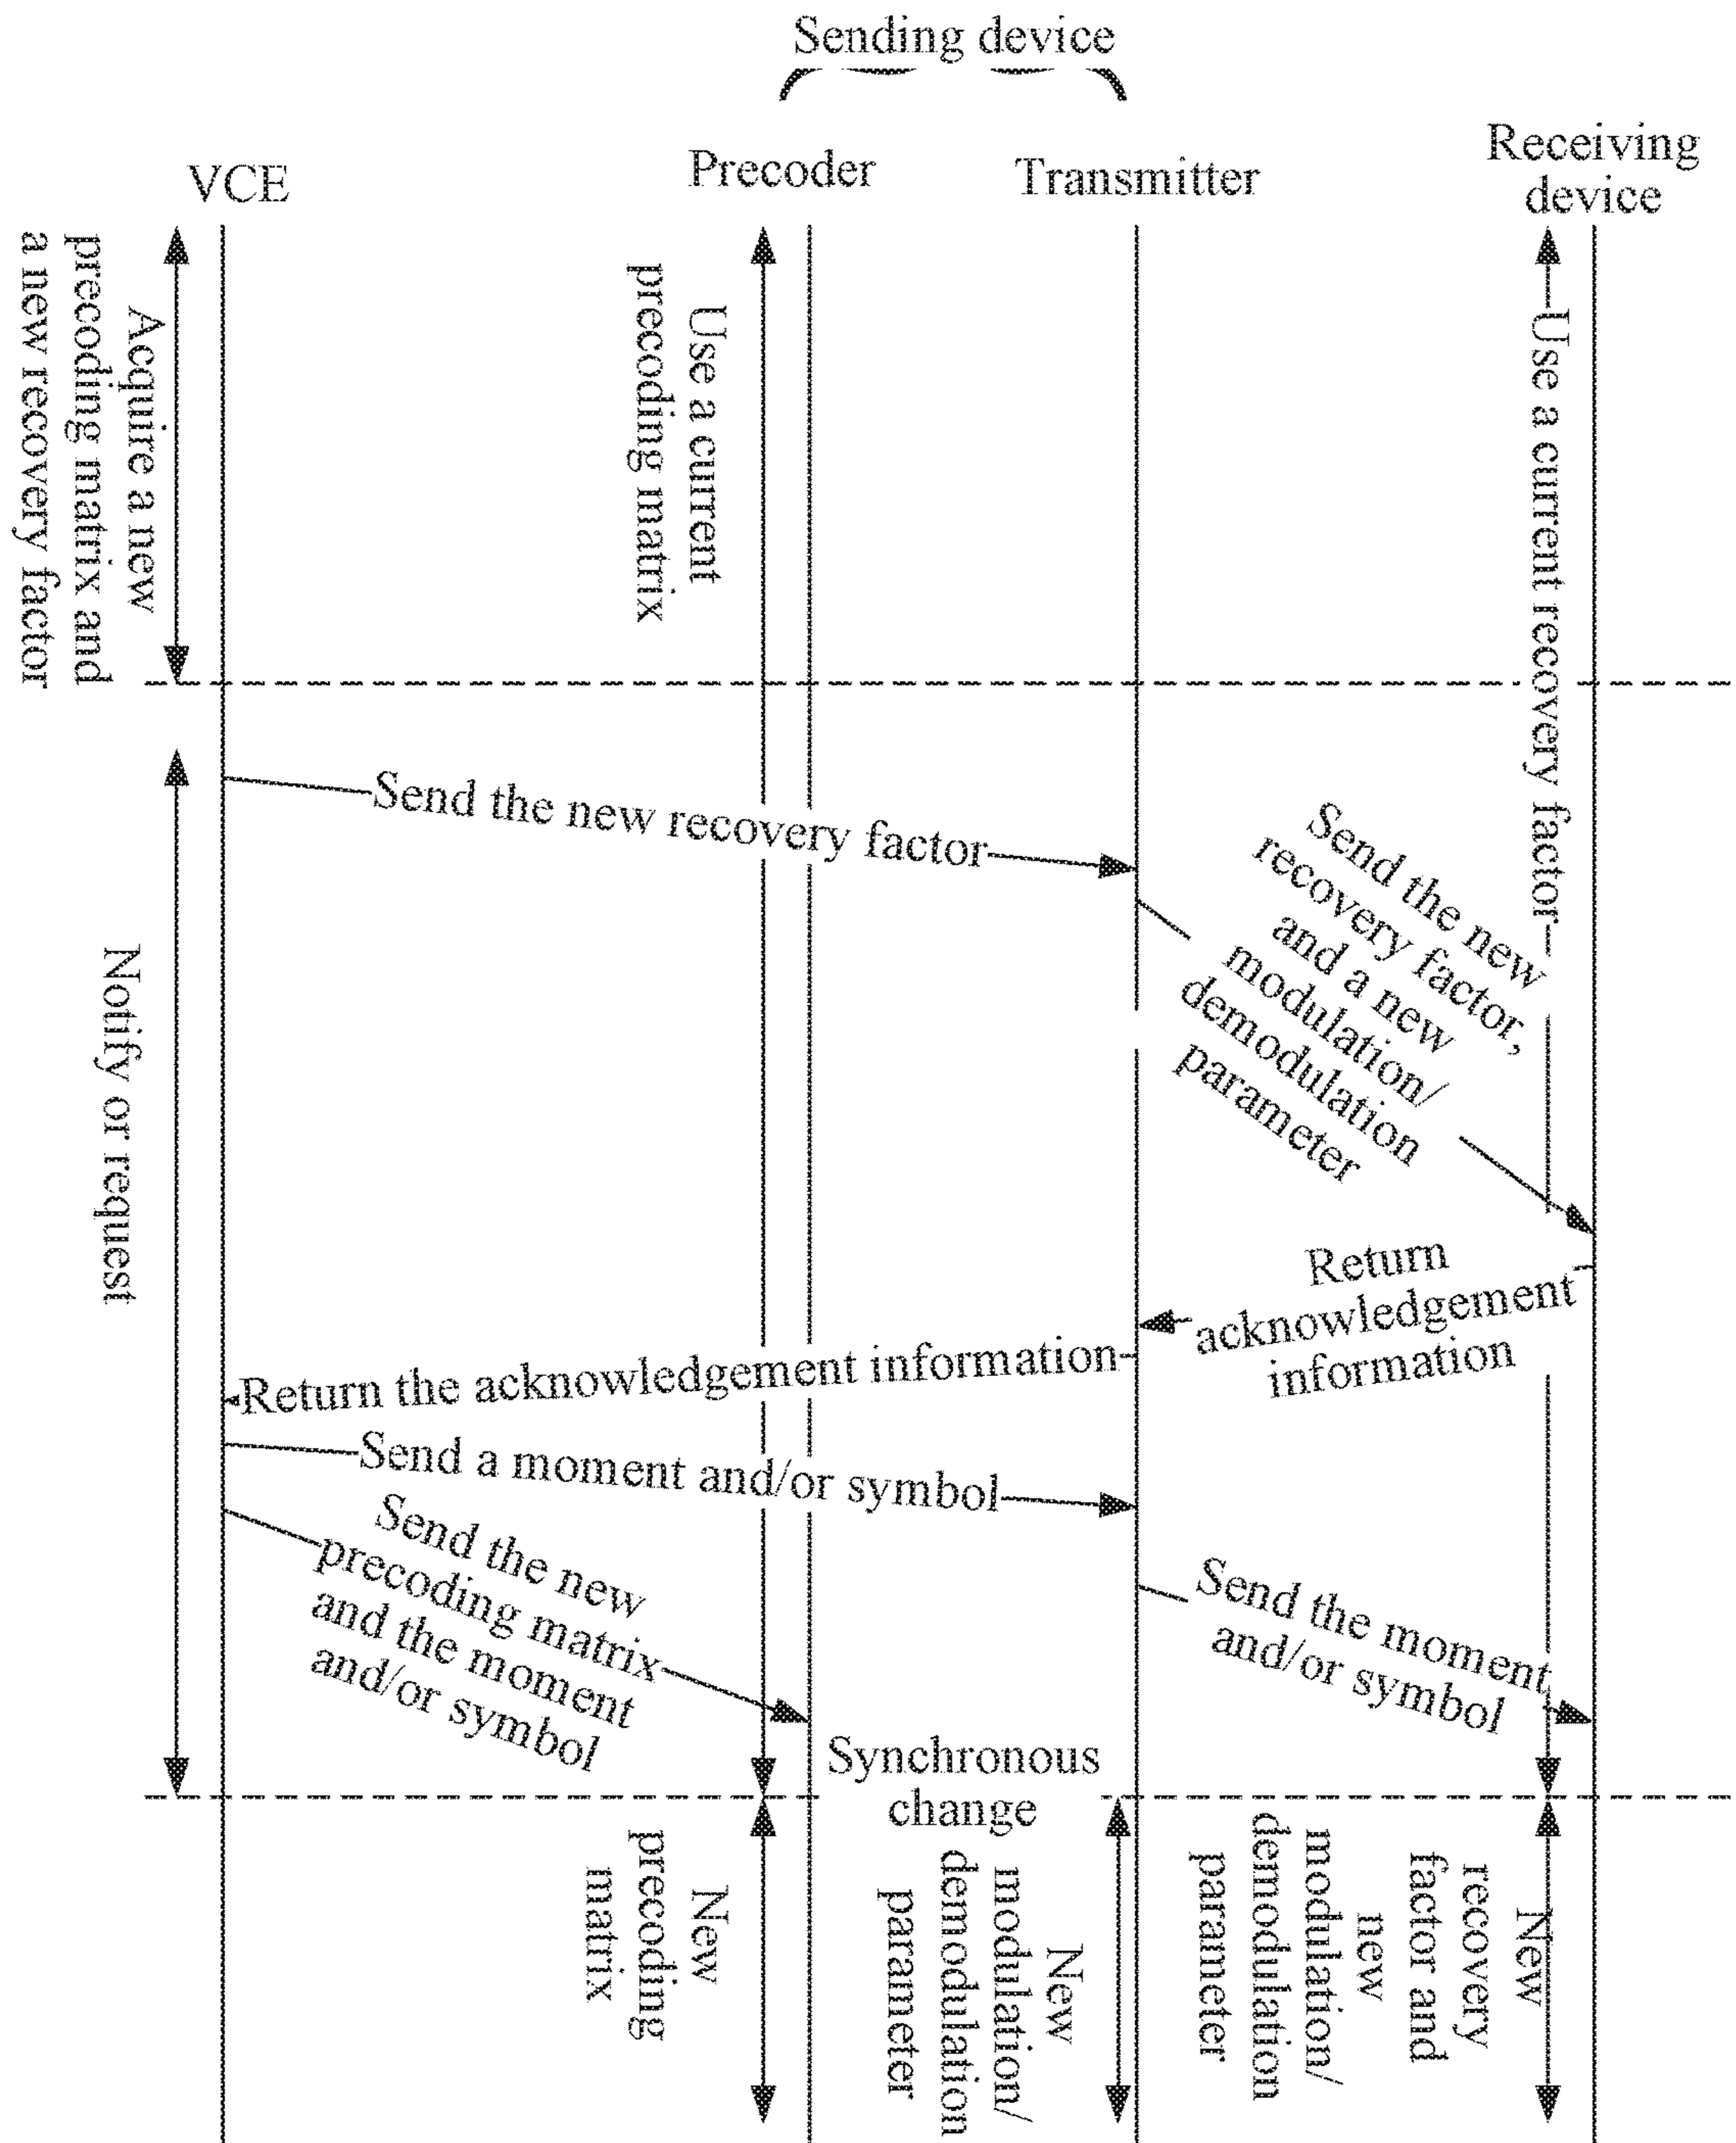 Sending device
VCE
Precoder
Transmitter
Receiving
device
Acquire a new
precoding matrix and
a new recovery factor
Use a current
precoding matrix
Use a current recovery factor
Notify or request
Send the new recovery factor
Send the new
recovery factor,
and a new
modulation/
demodulation
parameter
Return
acknowledgement
information
Return the acknowledgement information
Send a moment and/or symbol
Send the new
precoding matrix
and the moment
and/or symbol
Send the moment
and/or symbol
Synchronous
change
New
precoding
matrix
New
modulation/
demodulation
parameter
New
recovery
factor and
new
modulation/
demodulation
parameter